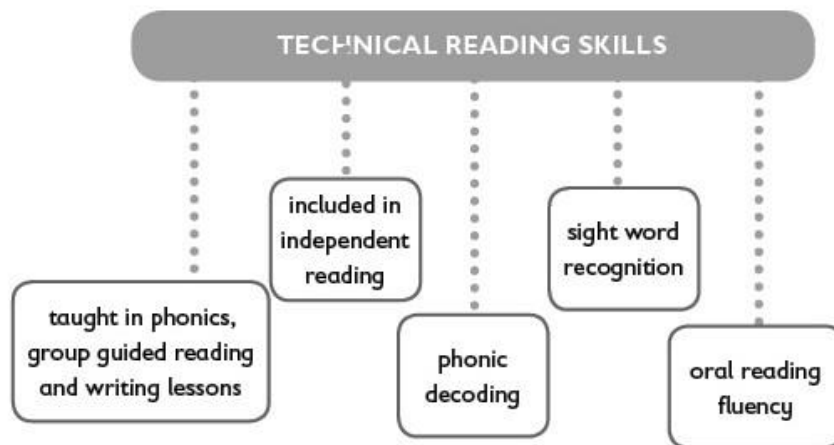 TECHNICAL READING SKILLS
taught in phonics,
group guided reading
and writing lessons
included in
independent
reading
phonic
decoding
sight word
recognition
oral reading
fluency